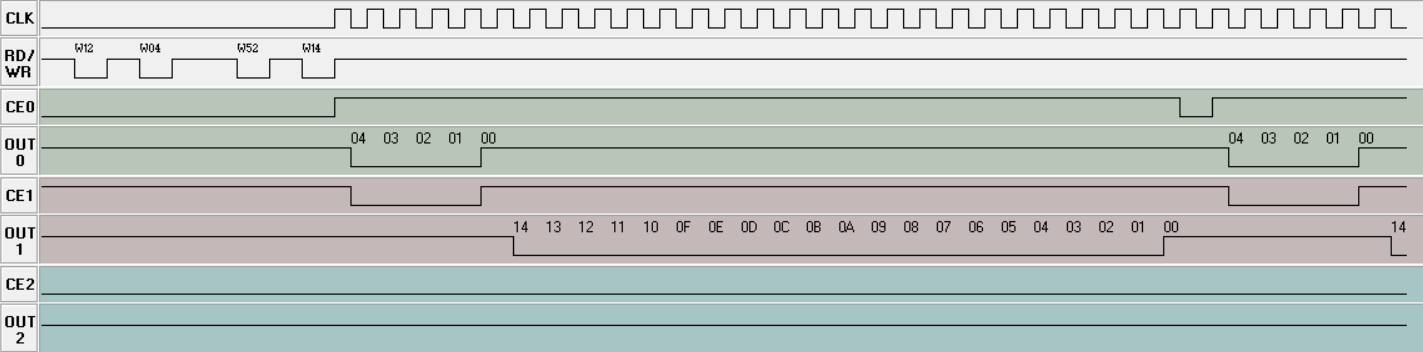 CLK
RD/
WR
W12 W04 W52 W14
CE0
OUT
0
04 03 02 01 00 04 03 02 01 00
CE1
OUT
1
14 13 12 11 10 0F 0E 0D 0C 0B 0A 09 08 07 06 05 04 03 02 01 00 14
CE2
OUT
2